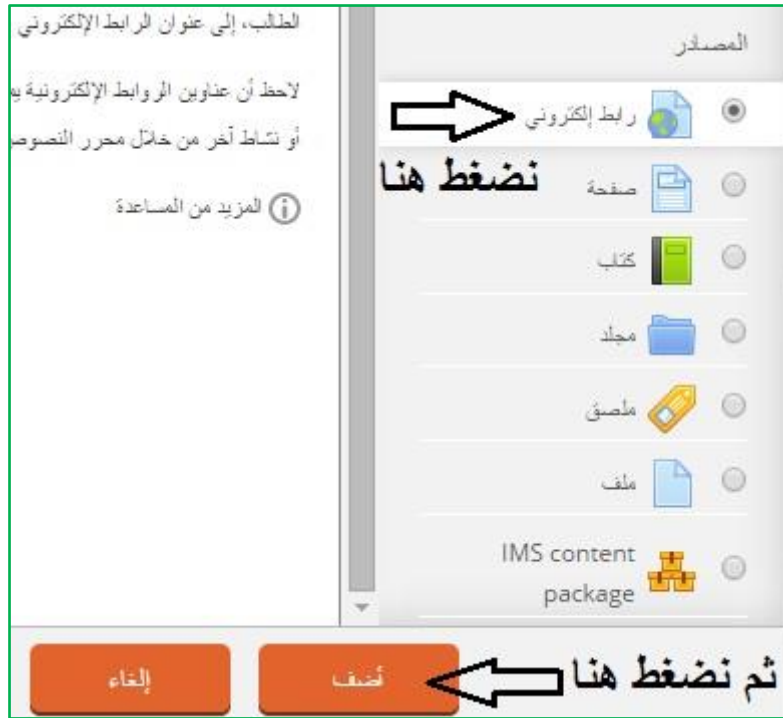 المصادر
رابط إلكتروني
نضغط هنا
صفحة
كتاب
مجلد
ملصق
ملف
IMS content
package
الطالب، إلى عنوان الرابط الإلكتروني
لاحظ أن عناوين الروابط الإلكترونية يم
أو نشاط آخر من خلال محرر النصوص
المزيد من المساعدة
ثم نضغط هنا
أضف
إلغاء